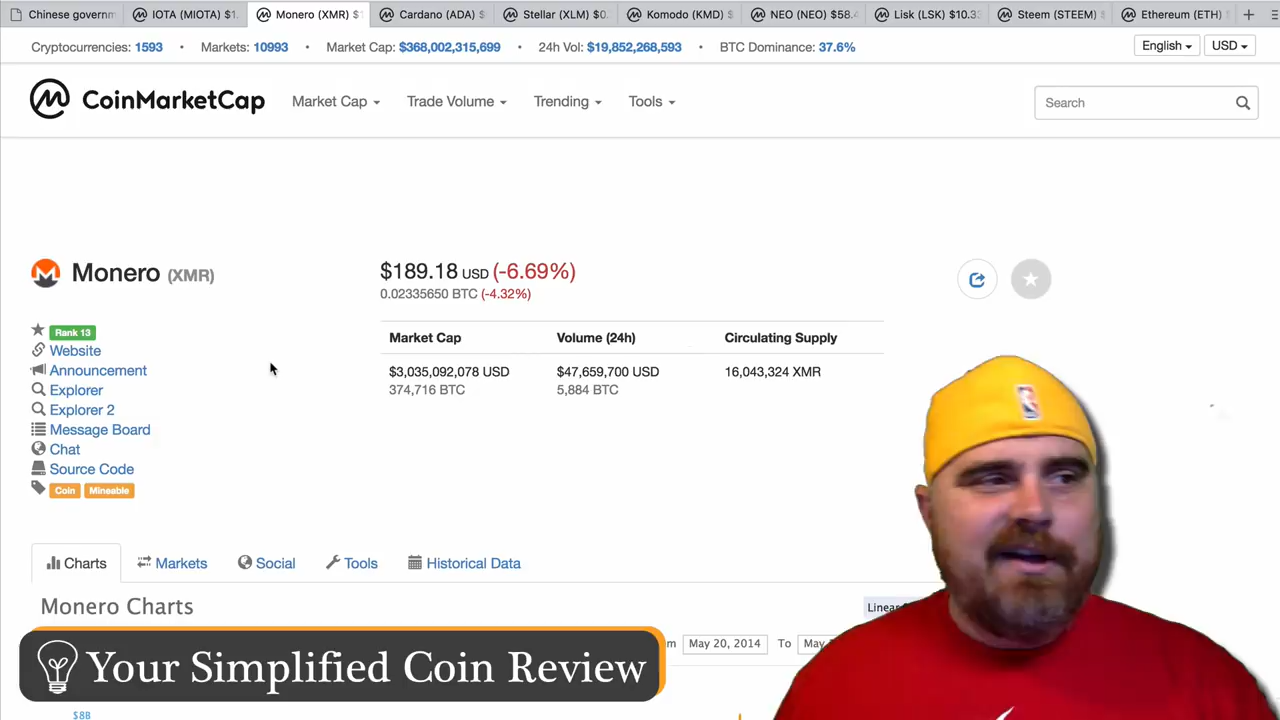 Chinese governm
IOTA (MIOTA) $1.
Monero (XMR) $1
Cardano (ADA) $
Stellar (XLM) $0.
Komodo (KMD) $
NEO (NEO) $58.4
Lisk (LSK) $10.33
Steem (STEEM) $
Ethereum (ETH) $
Cryptocurrencies: 1593 • Markets: 10993 • Market Cap: $368,002,315,699 • 24h Vol: $19,852,268,593 • BTC Dominance: 37.6%
English
USD
CoinMarketCap
Market Cap
Trade Volume
Trending
Tools
Search
Monero (XMR)
$189.18 USD (-6.69%)
0.02335650 BTC (-4.32%)
Rank 13
Website
Announcement
Explorer
Explorer 2
Message Board
Chat
Source Code
Coin Mineable
Market Cap
Volume (24h)
Circulating Supply
$3,035,092,078 USD
$47,659,700 USD
16,043,324 XMR
374,716 BTC
5,884 BTC
Charts
Markets
Social
Tools
Historical Data
Monero Charts
Linear
May 20, 2014 To May
Your Simplified Coin Review
$8B